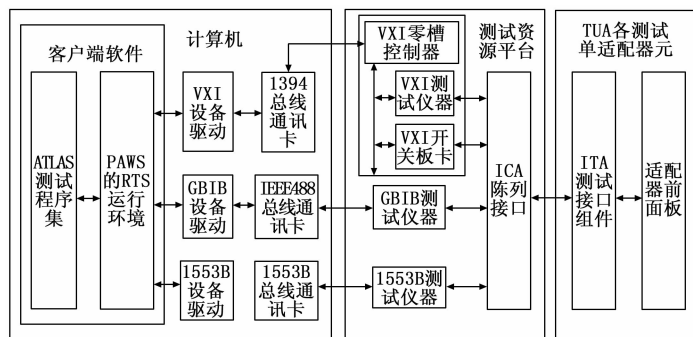 计算机
客户端软件
ATLAS
测试
程序
集
PAWS
的RTS
运行
环境
VXI
设备
驱动
1394
总线
通讯
卡
GBIB
设备
驱动
IEEE488
总线通
讯卡
1553B
设备
驱动
1553B
总线通
讯卡
测试资
源平台
VXI零槽
控制器
VXI测
试仪器
VXI开
关板卡
GBIB测
试仪器
1553B测
试仪器
ICA
陈列
接口
TUA各测试
单适配器元
ITA
测试
接口
组件
适配
器前
面板